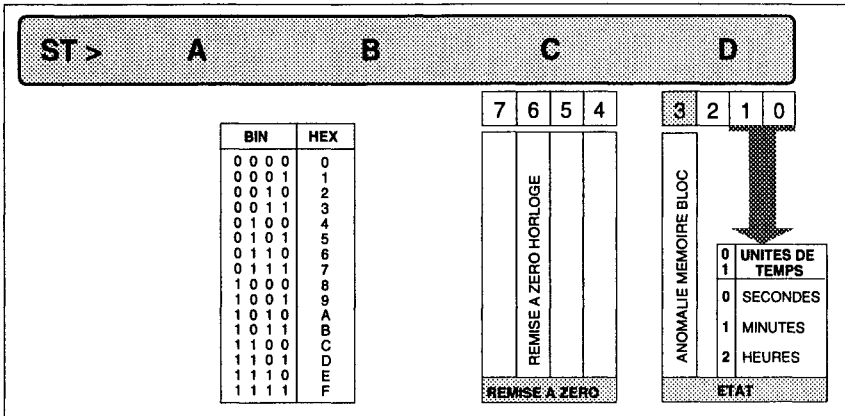 ST > A B C D
7 6 5 4 3 2 1 0
BIN HEX
0 0 0 0 0
0 0 0 1 1
0 0 1 0 2
0 0 1 1 3
0 1 0 0 4
0 1 0 1 5
0 1 1 0 6
0 1 1 1 7
1 0 0 0 8
1 0 0 1 9
1 0 1 0 A
1 0 1 1 B
1 1 0 0 C
1 1 0 1 D
1 1 1 0 E
1 1 1 1 F
REMISE A ZERO HORLOGE
REMISE A ZERO
ANOMALIE MEMOIRE BLOC
0 UNITES DE
1 TEMPS
0 SECONDES
1 MINUTES
2 HEURES
ETAT